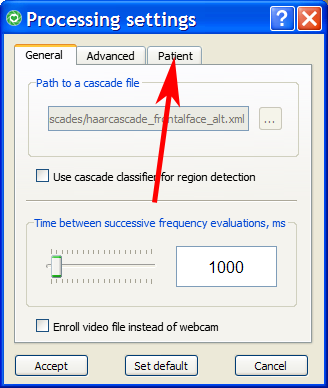 Processing settings
General Advanced Patient
Path to a cascade file
scades/haarcascade_frontalface_alt.xml ...
Use cascade classifier for region detection
Time between successive frequency evaluations, ms
1000
Enroll video file instead of webcam
Accept Set default Cancel